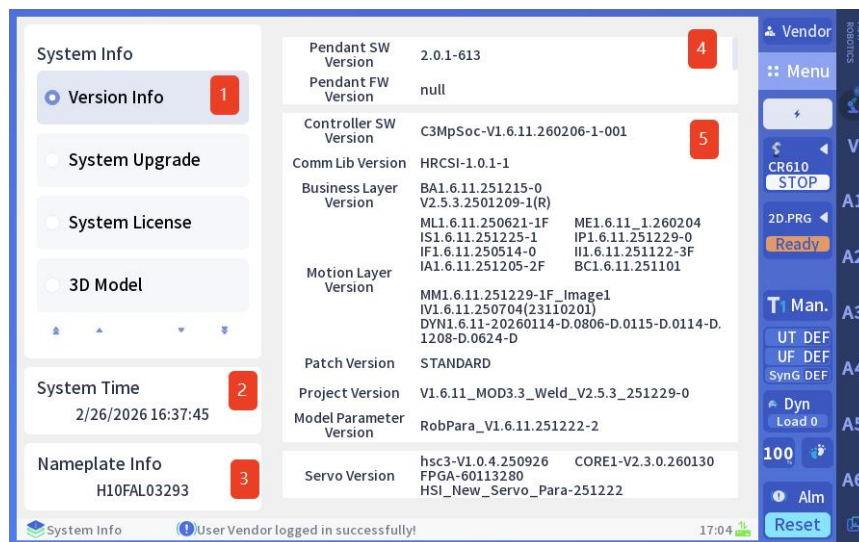 System Info
Version Info
1
System Upgrade
System License
3D Model
System Time
2
2/26/2026 16:37:45
Nameplate Info
3
H10FAL03293
Pendant SW Version
2.0.1-613
4
Pendant FW Version
null
Controller SW Version
C3MpSoc-V1.6.11.260206-1-001
5
Comm Lib Version
HRCSI-1.0.1-1
Business Layer Version
BA1.6.11.251215-0
V2.5.3.2501209-1(R)
Motion Layer Version
ML1.6.11.250621-1F ME1.6.11_1.260204
IS1.6.11.251225-1 IP1.6.11.251229-0
IF1.6.11.250514-0 II1.6.11.251122-3F
IA1.6.11.251205-2F BC1.6.11.251101
MM1.6.11.251229-1F_Image1
IV1.6.11.250704(23110201)
DYN1.6.11-20260114-D.0806-D.0115-D.0114-D.
1208-D.0624-D
Patch Version
STANDARD
Project Version
V1.6.11_MOD3.3_Weld_V2.5.3_251229-0
Model Parameter Version
RobPara_V1.6.11.251222-2
Servo Version
hsc3-V1.0.4.250926 CORE1-V2.3.0.260130
FPGA-60113280
HSI_New_Servo_Para-251222
Vendor
Menu
CR610
STOP
2D.PRG
Ready
T1 Man.
UT DEF
UF DEF
SynG DEF
Dyn
Load 0
100 %
Alm
Reset
ROBOTICS
V
A1
A2
A3
A4
A5
A6
System Info
User Vendor logged in successfully!
17:04